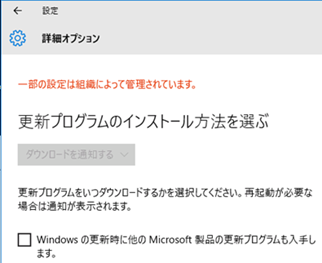 設定
詳細オプション
一部の設定は組織によって管理されています。
更新プログラムのインストール方法を選ぶ
ダウンロードを通知する
更新プログラムをいつダウンロードするかを選択してください。再起動が必要な
場合は通知が表示されます。
Windows の更新時に他の Microsoft 製品の更新プログラムも入手し
ます。